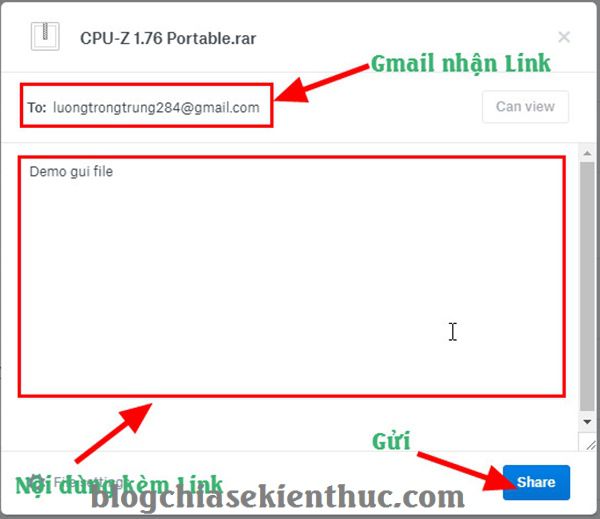 CPU-Z 1.76 Portable.rar
Gmail nhận Link
To: luongtrongtrung284@gmail.com
Can view
Demo gui file
Gửi
Nội dùng kèm Link
File settings
Share
blogchiasekienthuc.com